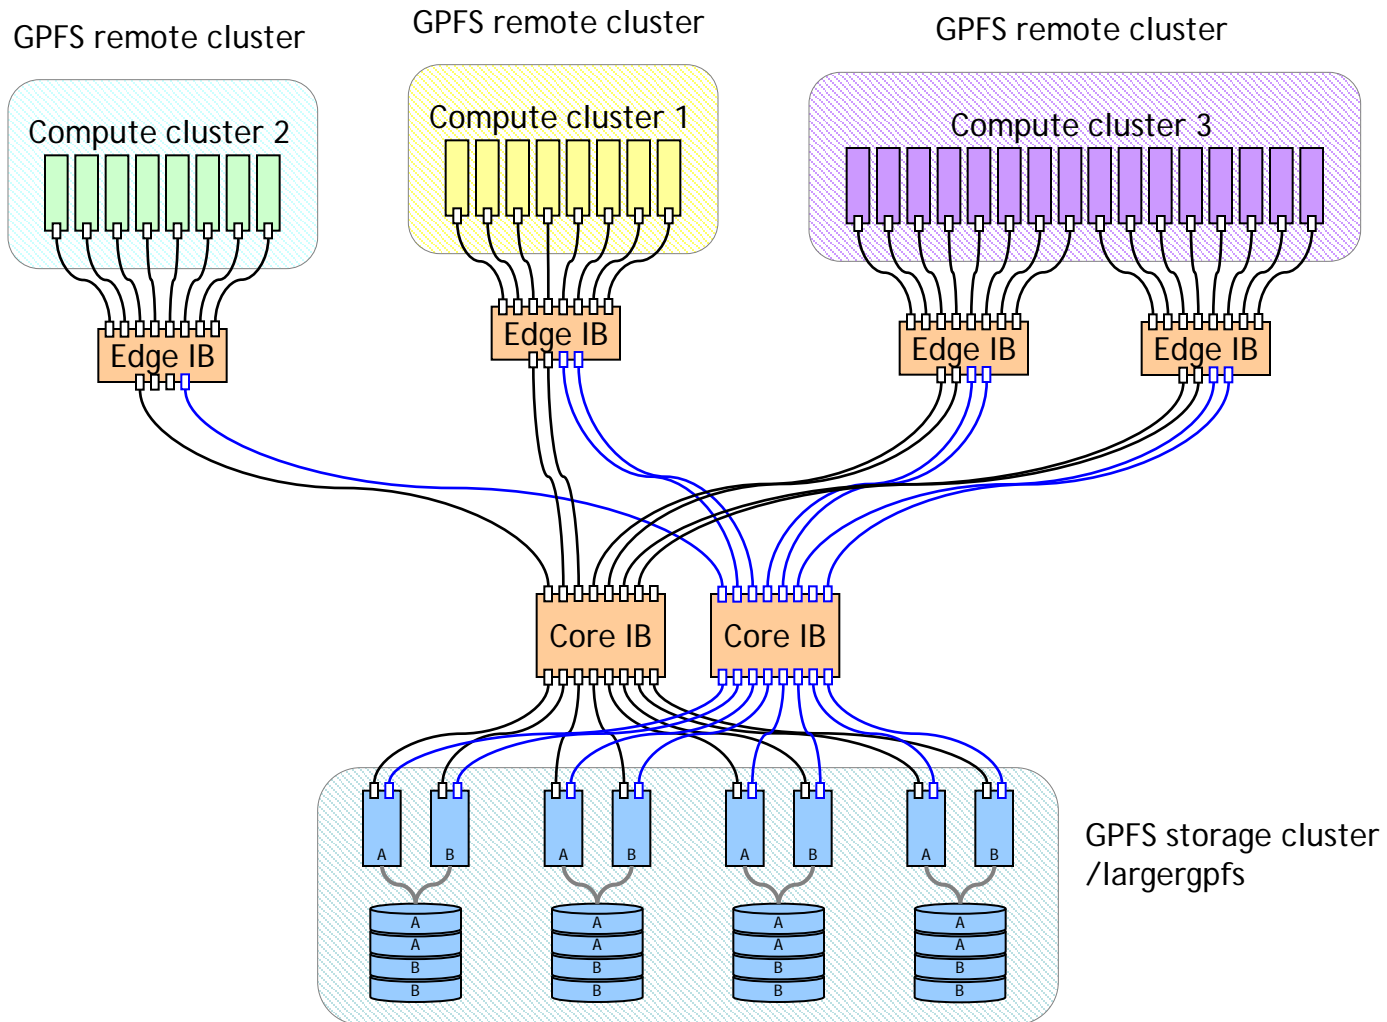 GPFS remote cluster
GPFS remote cluster
GPFS remote cluster
Compute cluster 2
Compute cluster 1
Compute cluster 3
Edge IB
Edge IB
Edge IB
Edge IB
Core IB
Core IB
A
B
A
B
A
B
A
B
GPFS storage cluster
/largergpfs
A
A
B
B
A
A
B
B
A
A
B
B
A
A
B
B